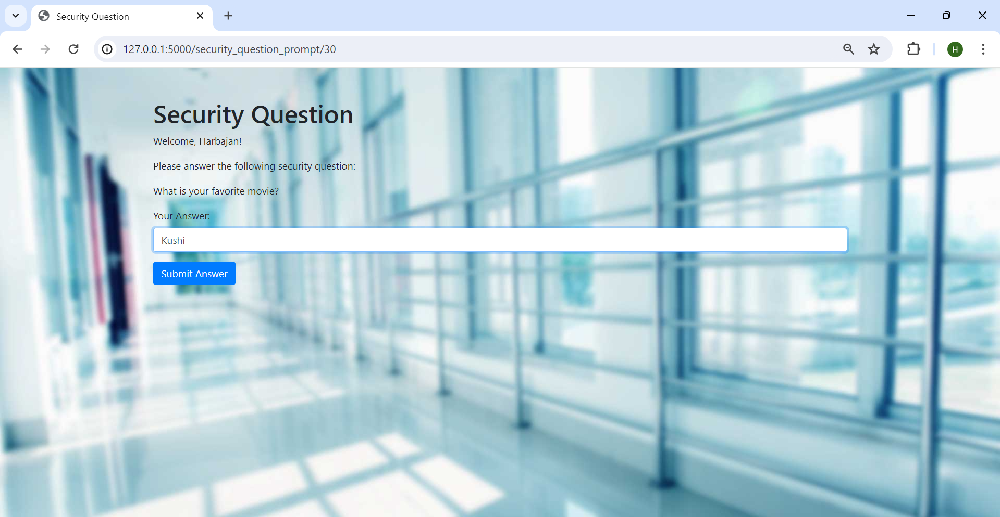 Security Question
127.0.0.1:5000/security_question_prompt/30
H
Security Question
Welcome, Harbajan!
Please answer the following security question:
What is your favorite movie?
Your Answer:
Kushi
Submit Answer